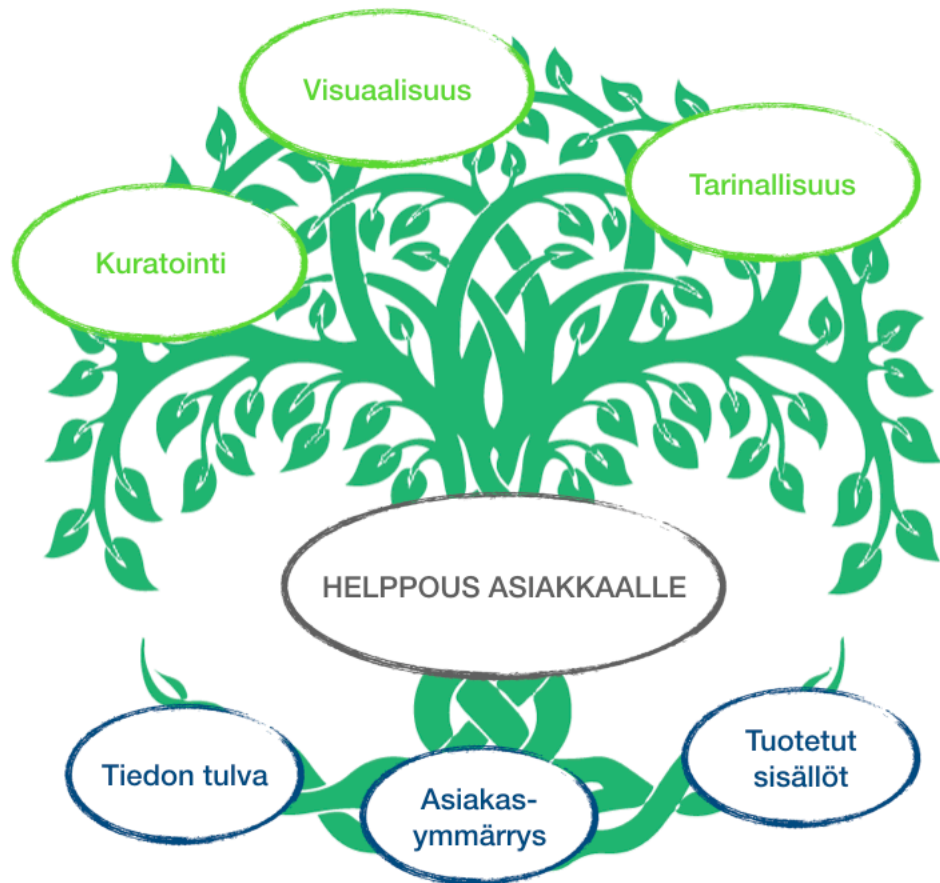 Visuaalisuus
Tarinallisuus
Kuratointi
HELPPOUS ASIAKKAALLE
Tiedon tulva
Asiakas-
ymmärrys
Tuotetut
sisällöt